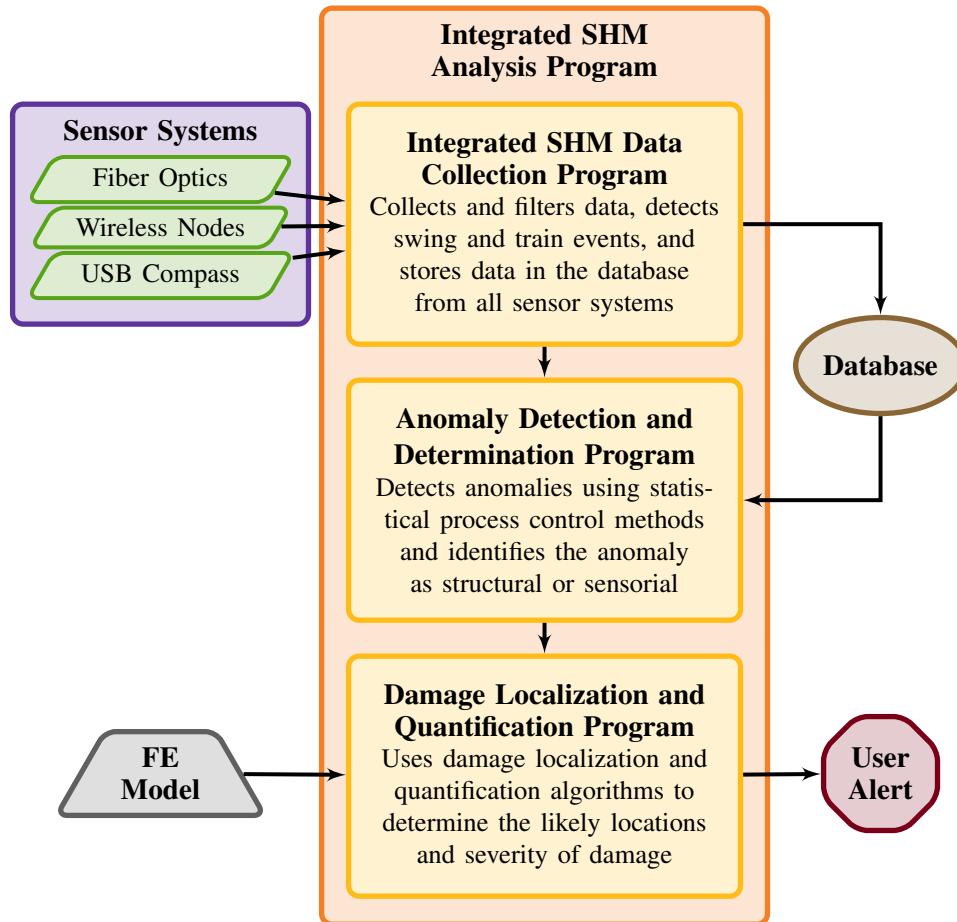 Integrated SHM
Analysis Program
Sensor Systems
Fiber Optics
Wireless Nodes
USB Compass
Integrated SHM Data
Collection Program
Collects and filters data, detects
swing and train events, and
stores data in the database
from all sensor systems
Database
Anomaly Detection and
Determination Program
Detects anomalies using statis-
tical process control methods
and identifies the anomaly
as structural or sensorial
Damage Localization and
Quantification Program
Uses damage localization and
quantification algorithms to
determine the likely locations
and severity of damage
FE
Model
User
Alert